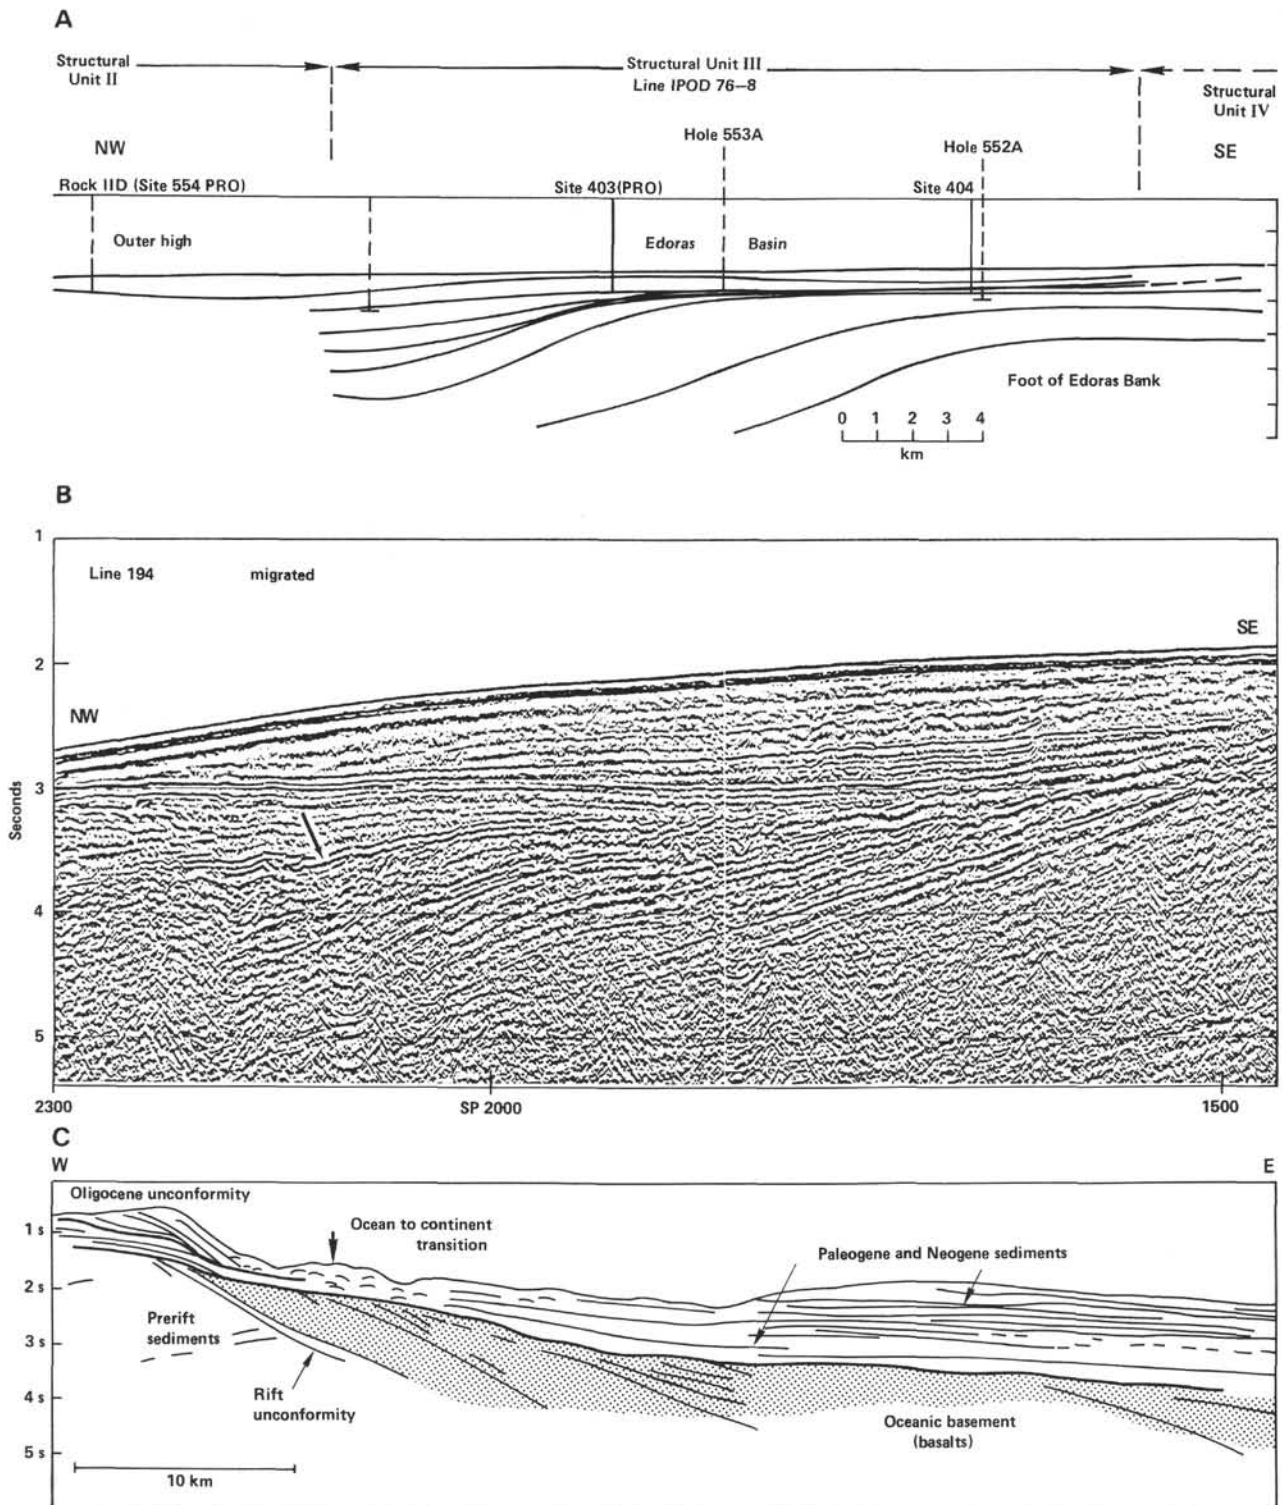 A
Structural
Unit II
Structural Unit III
Line IPOD 76–8
Structural
Unit IV
Hole 553A
Hole 552A
NW
SE
Rock IID (Site 554 PRO)
Site 403(PRO)
Site 404
Outer high
Edoras
Basin
Foot of Edoras Bank
0 1 2 3 4
km
B
1
Line 194
migrated
SE
2
NW
3
Seconds
4
5
2300
SP 2000
1500
C
W
E
Oligocene unconformity
1 s
Ocean to continent
transition
Paleogene and Neogene sediments
2 s
Prerift
sediments
3 s
Rift
unconformity
4 s
Oceanic basement
(basalts)
5 s
10 km